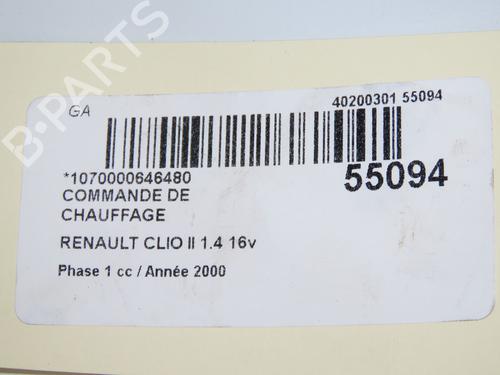 B-PARTS
GA
40200301 55094
*1070000646480
55094
COMMANDE DE
CHAUFFAGE
RENAULT CLIO II 1.4 16v
Phase 1 cc / Année 2000